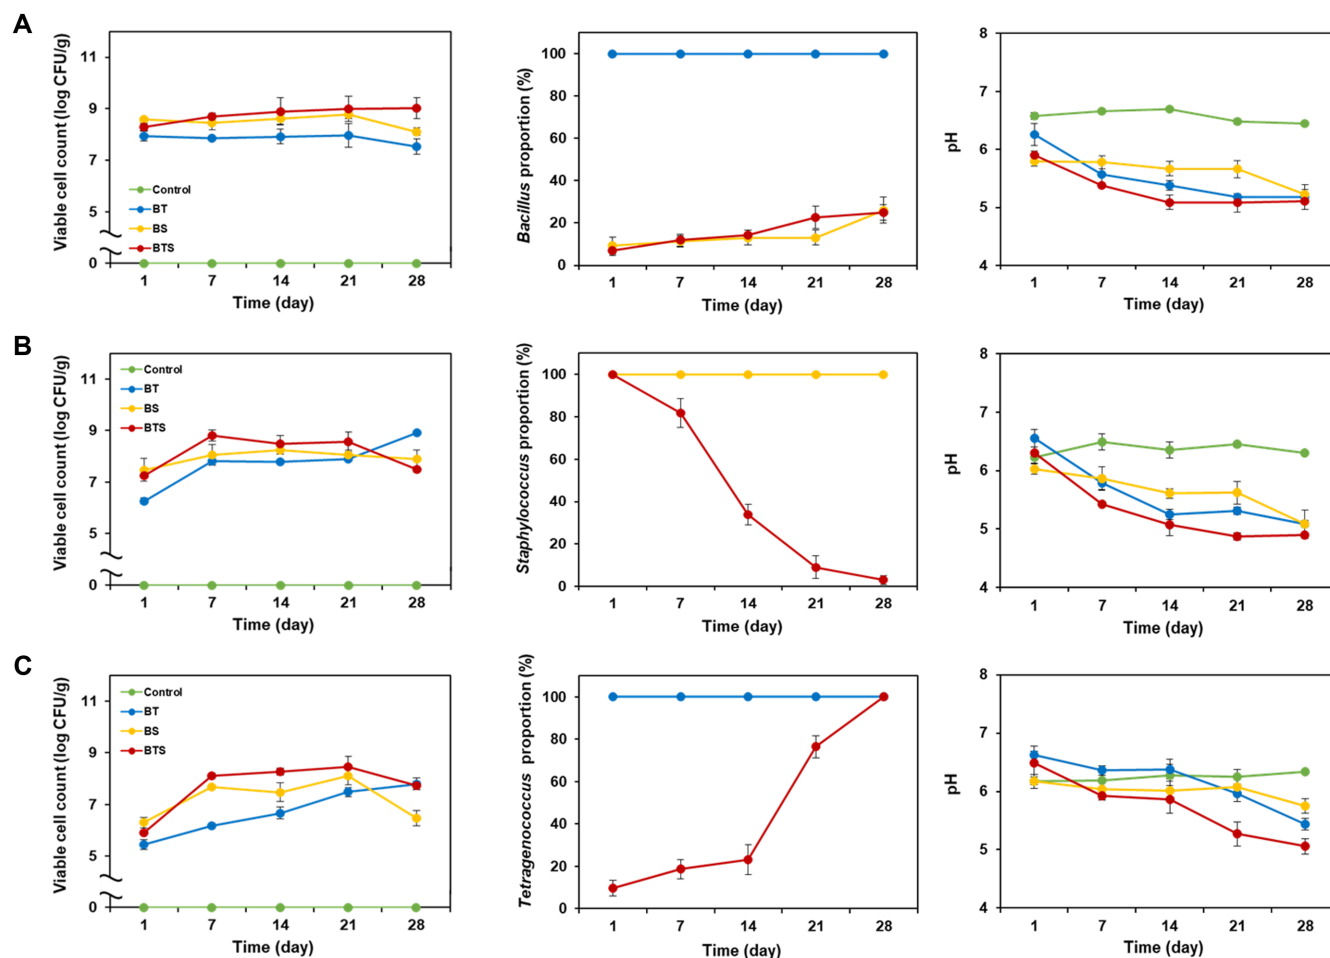 A
Viable cell count (log CFU/g)
11
9
7
5
0
Control
BT
BS
BTS
1 7 14 21 28
Time (day)
Bacillus proportion (%)
100
80
60
40
20
0
1 7 14 21 28
Time (day)
pH
8
7
6
5
4
1 7 14 21 28
Time (day)
B
Viable cell count (log CFU/g)
11
9
7
5
0
Control
BT
BS
BTS
1 7 14 21 28
Time (day)
Staphylococcus proportion (%)
100
80
60
40
20
0
1 7 14 21 28
Time (day)
pH
8
7
6
5
4
1 7 14 21 28
Time (day)
C
Viable cell count (log CFU/g)
11
9
7
5
0
Control
BT
BS
BTS
1 7 14 21 28
Time (day)
Tetragenococcus proportion (%)
100
80
60
40
20
0
1 7 14 21 28
Time (day)
pH
8
7
6
5
4
1 7 14 21 28
Time (day)